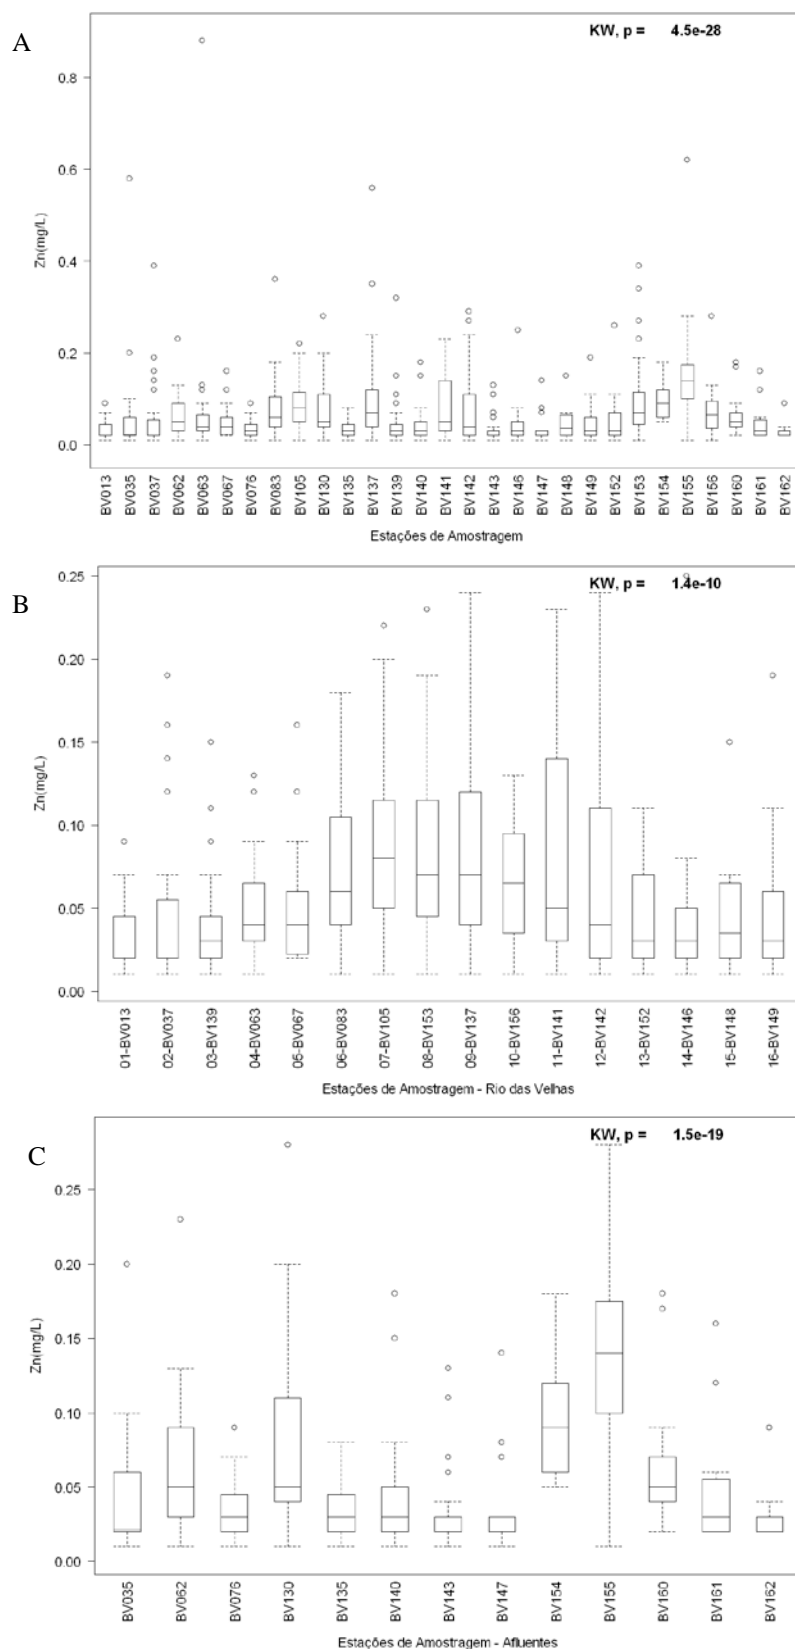 A
KW, p = 4.5e-28
0.8
0.6
0.4
0.2
0.0
Zn(mg/L)
BV013 BV035 BV037 BV062 BV063 BV067 BV076 BV083 BV105 BV130 BV135 BV137 BV139 BV140 BV141 BV142 BV143 BV146 BV147 BV148 BV149 BV152 BV153 BV154 BV155 BV156 BV160 BV161 BV162
Estações de Amostragem
B
KW, p = 1.4e-10
0.25
0.20
0.15
0.10
0.05
0.00
Zn(mg/L)
01-BV013 02-BV037 03-BV139 04-BV063 05-BV067 06-BV083 07-BV105 08-BV153 09-BV137 10-BV156 11-BV141 12-BV142 13-BV152 14-BV146 15-BV148 16-BV149
Estações de Amostragem - Rio das Velhas
C
KW, p = 1.5e-19
0.25
0.20
0.15
0.10
0.05
0.00
Zn(mg/L)
BV035 BV062 BV076 BV130 BV135 BV140 BV143 BV147 BV154 BV155 BV160 BV161 BV162
Estações de Amostragem - Afluentes